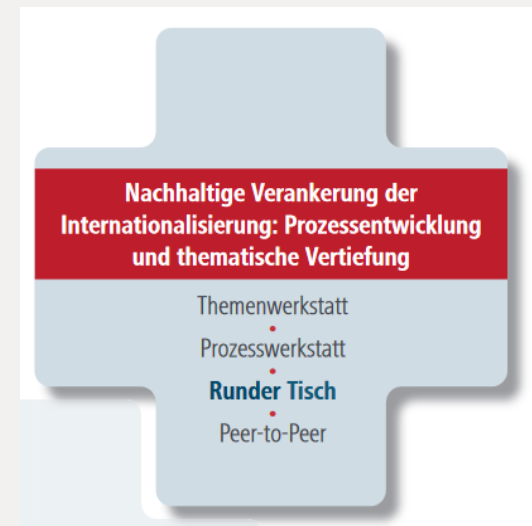 Nachhaltige Verankerung der
Internationalisierung: Prozessentwicklung
und thematische Vertiefung
Themenwerkstatt
•
Prozesswerkstatt
•
Runder Tisch
•
Peer-to-Peer